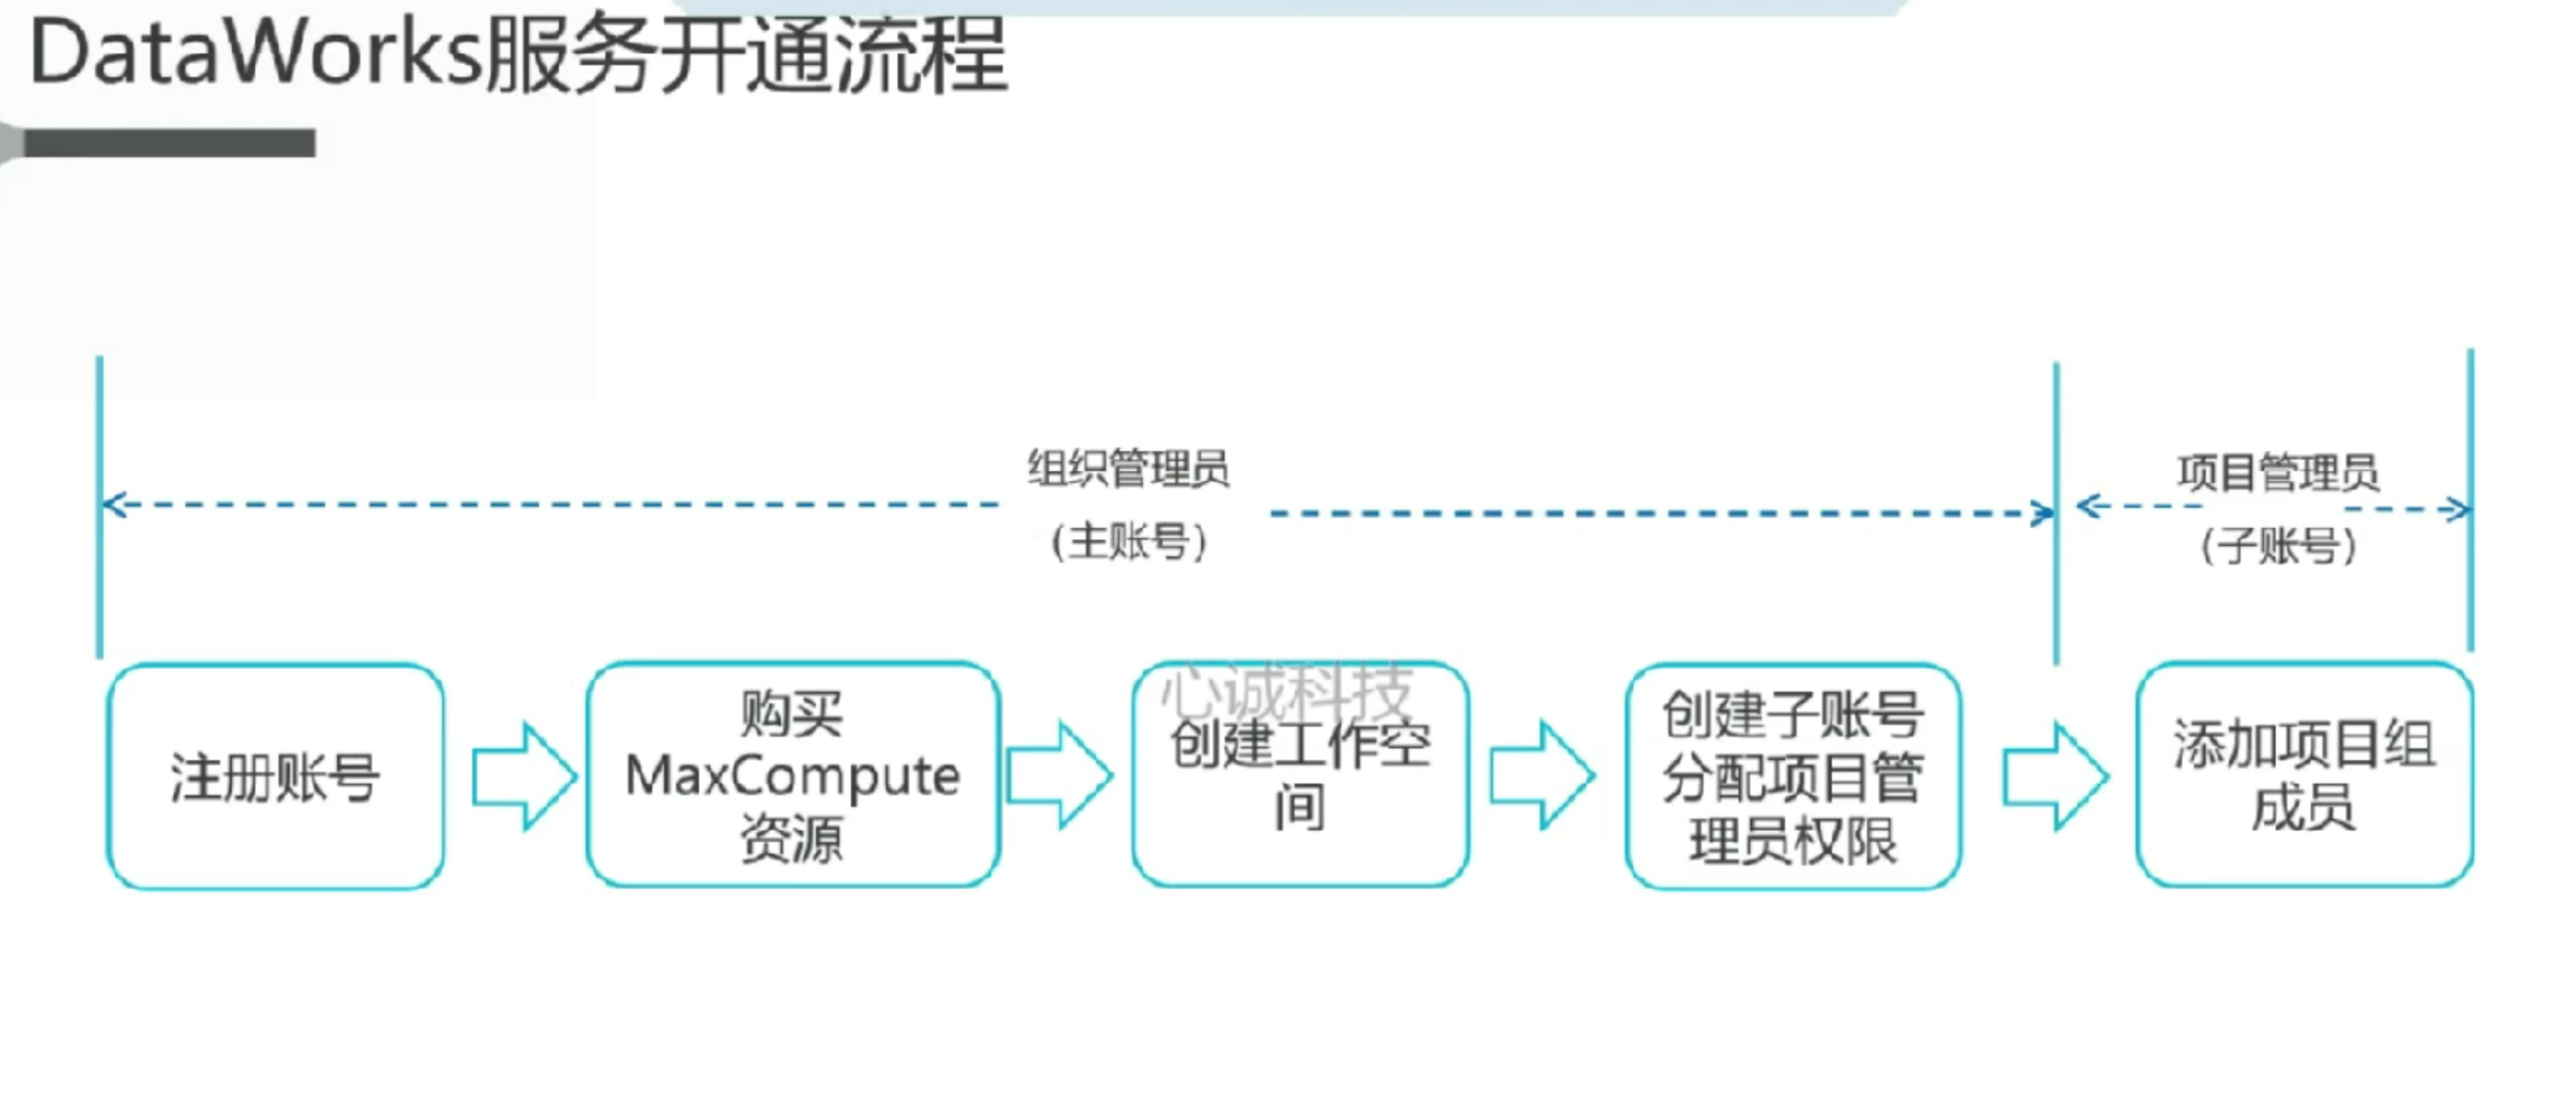 DataWorks服务开通流程
组织管理员
（主账号）
项目管理员
（子账号）
注册账号
购买
MaxCompute
资源
心诚科技
创建工作空
间
创建子账号
分配项目管
理员权限
添加项目组
成员